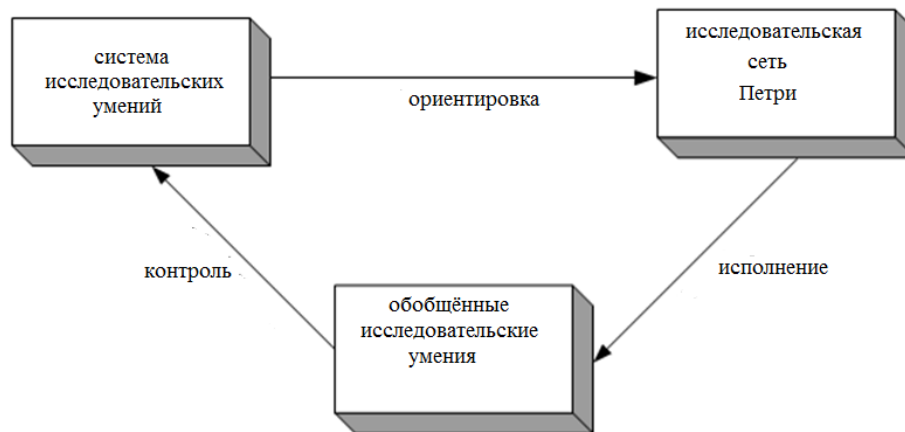 система
исследовательских
умений
исследовательская
сеть
Петри
ориентировка
контроль
исполнение
обобщённые
исследовательские
умения